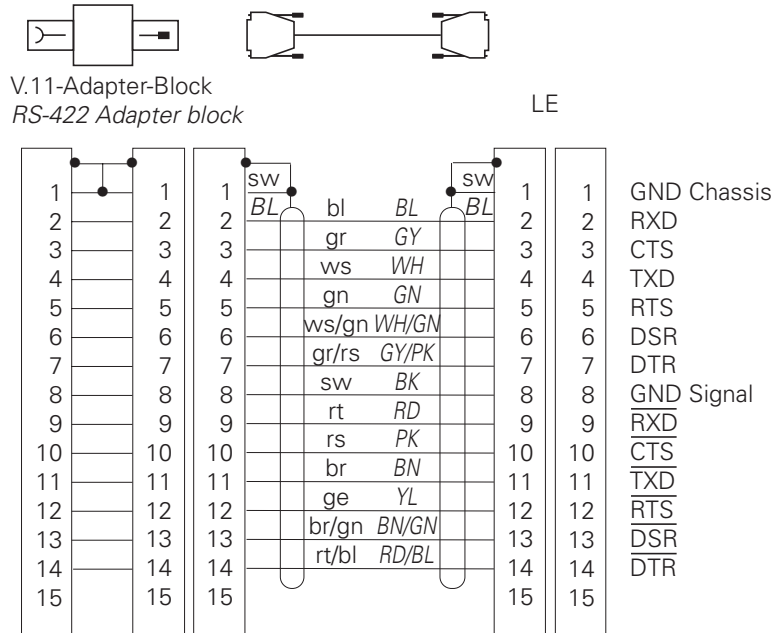 V.11-Adapter-Block
RS-422 Adapter block
LE
sw sw
1 1 1 1 1 GND Chassis
BL bl BL BL
2 2 2 2 2 RXD
gr GY
3 3 3 3 3 CTS
ws WH
4 4 4 4 4 TXD
gn GN
5 5 5 5 5 RTS
ws/gn WH/GN
6 6 6 6 6 DSR
gr/rs GY/PK
7 7 7 7 7 DTR
sw BK
8 8 8 8 8 GND Signal
rt RD
9 9 9 9 9 R̅X̅D̅
rs PK
10 10 10 10 10 C̅T̅S̅
br BN
11 11 11 11 11 T̅X̅D̅
ge YL
12 12 12 12 12 R̅T̅S̅
br/gn BN/GN
13 13 13 13 13 D̅S̅R̅
rt/bl RD/BL
14 14 14 14 14 D̅T̅R̅
15 15 15 15 15